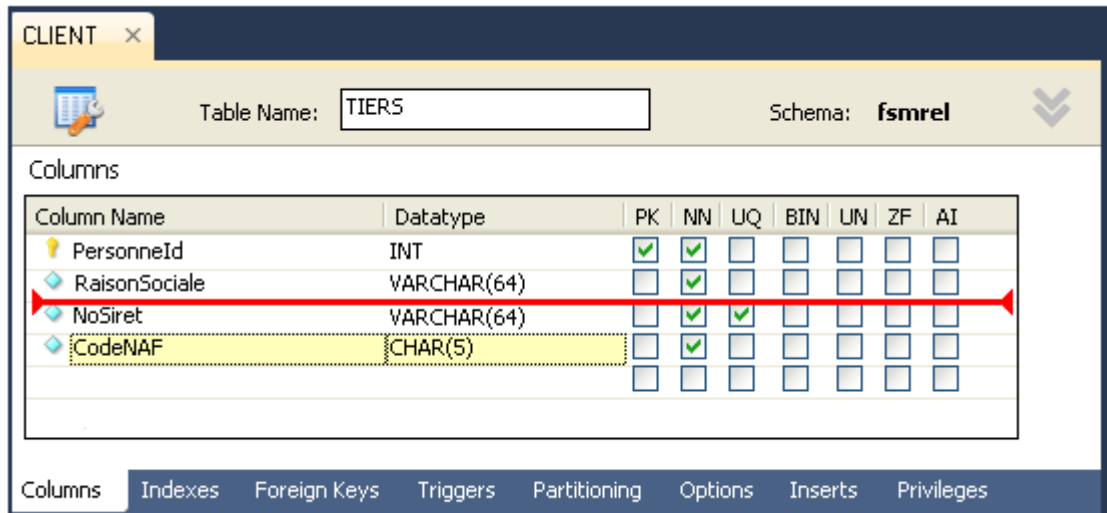 CLIENT ×
Table Name: TIERS Schema: fsmrel
Columns
Column Name Datatype PK NN UQ BIN UN ZF AI
PersonneId INT
RaisonSociale VARCHAR(64)
NoSiret VARCHAR(64)
CodeNAF CHAR(5)
Columns Indexes Foreign Keys Triggers Partitioning Options Inserts Privileges